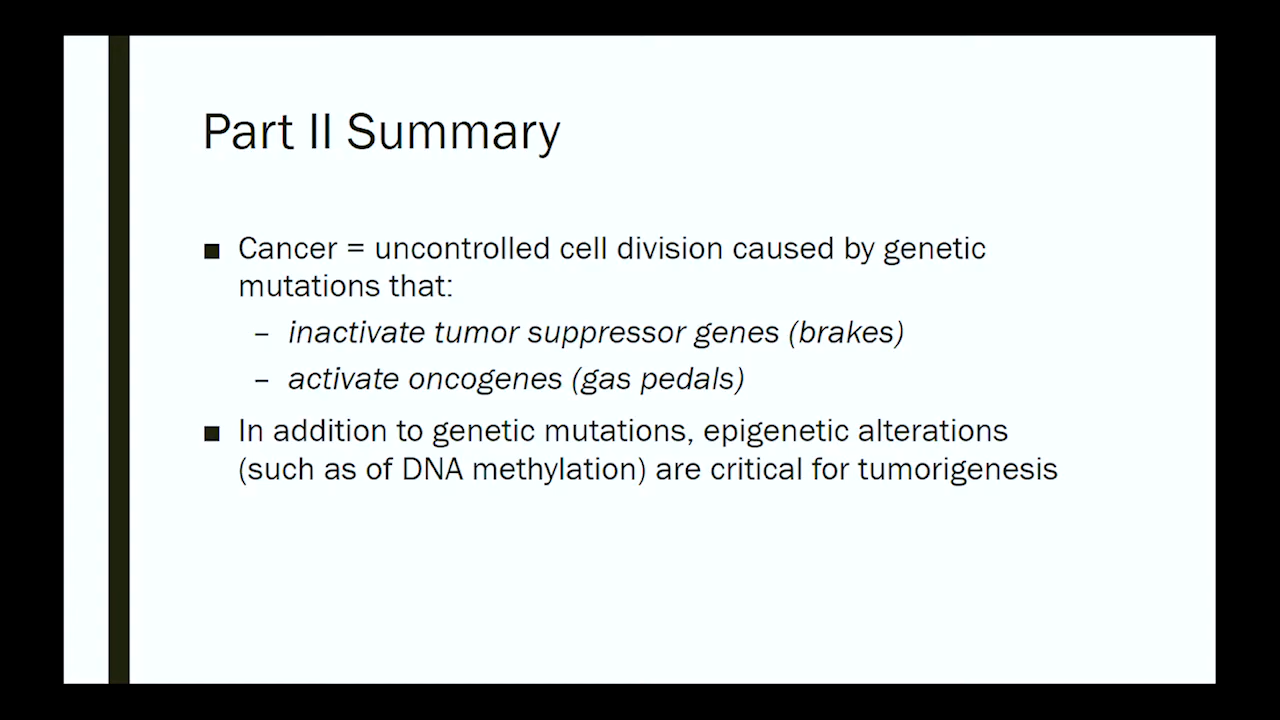 Part II Summary
■ Cancer = uncontrolled cell division caused by genetic
mutations that:
– inactivate tumor suppressor genes (brakes)
– activate oncogenes (gas pedals)
■ In addition to genetic mutations, epigenetic alterations
(such as of DNA methylation) are critical for tumorigenesis